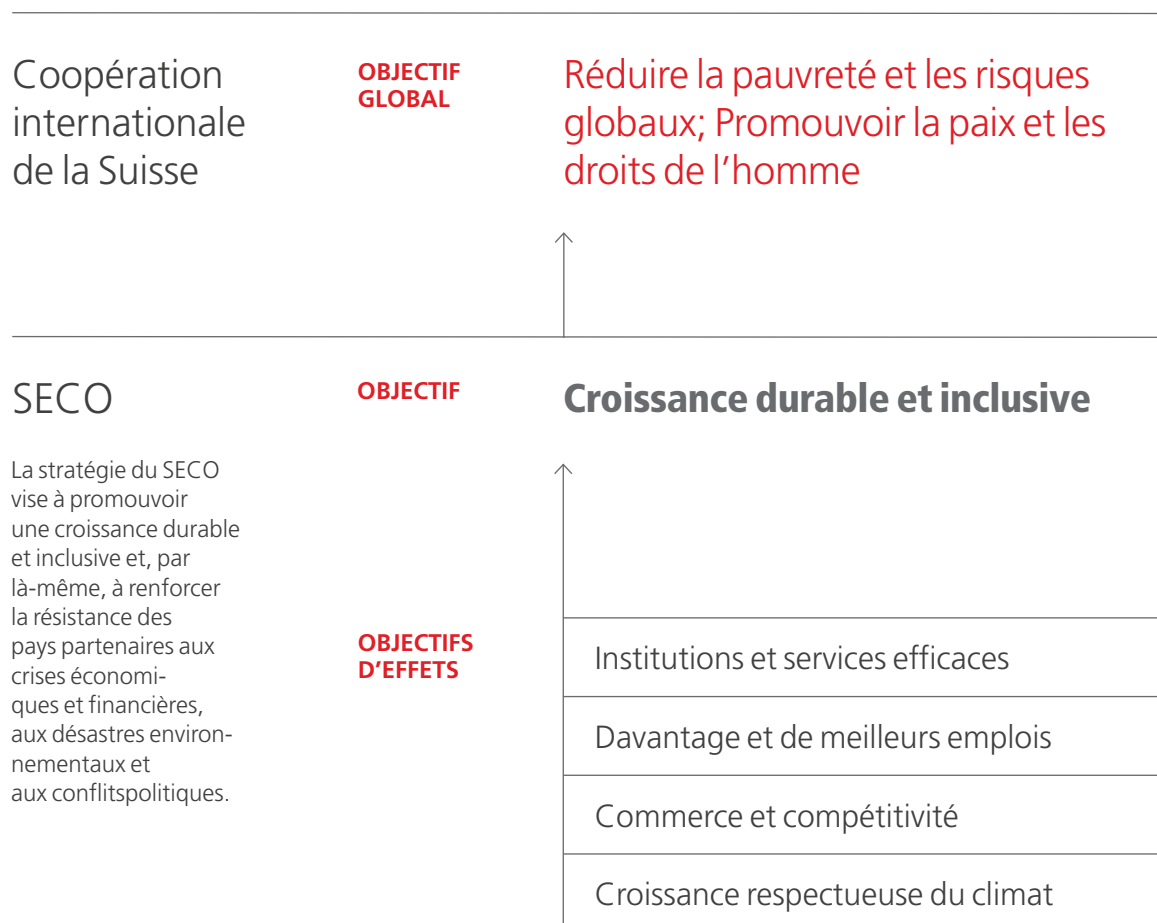 Coopération
internationale
de la Suisse
OBJECTIF
GLOBAL
Réduire la pauvreté et les risques
globaux; Promouvoir la paix et les
droits de l'homme
SECO
La stratégie du SECO
vise à promouvoir
une croissance durable
et inclusive et, par
là-même, à renforcer
la résistance des
pays partenaires aux
crises économi-
ques et financières,
aux désastres environ-
nementaux et
aux conflitspolitiques.
OBJECTIF
Croissance durable et inclusive
OBJECTIFS
D'EFFETS
Institutions et services efficaces
Davantage et de meilleurs emplois
Commerce et compétitivité
Croissance respectueuse du climat